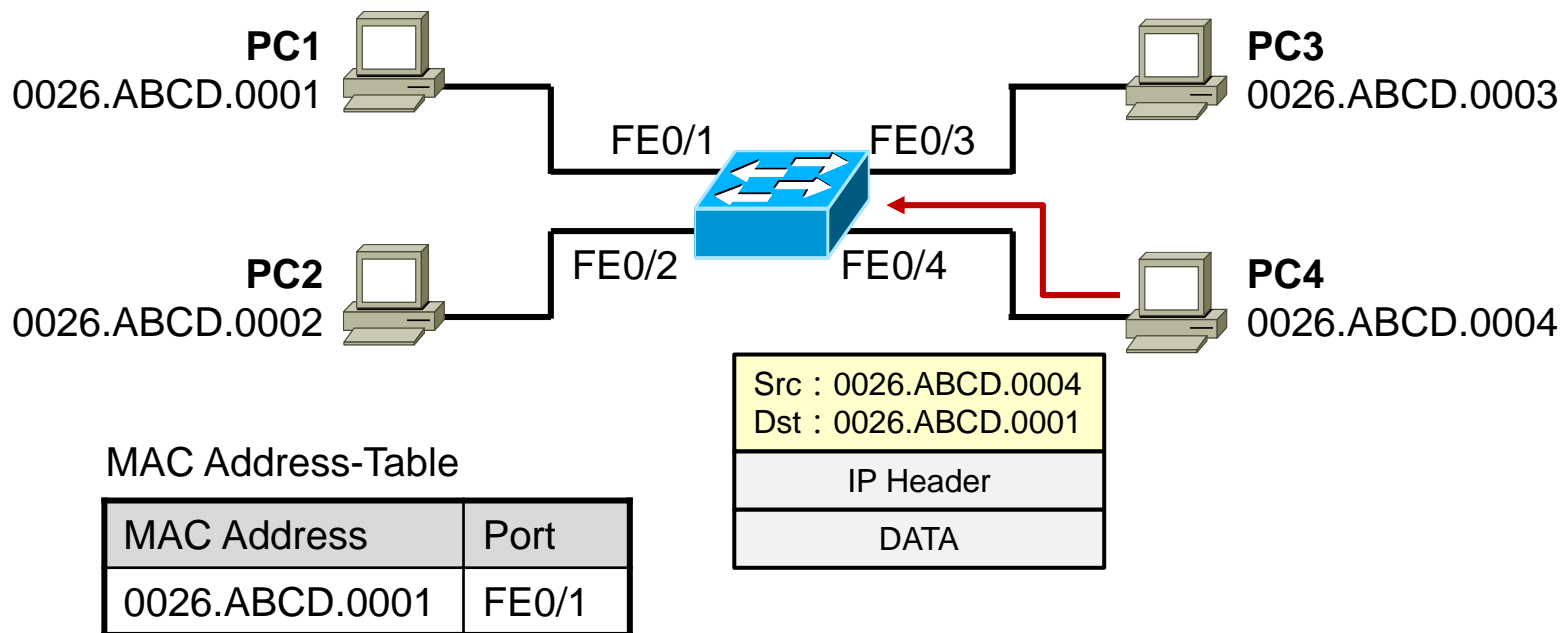 PC1
0026.ABCD.0001
PC3
0026.ABCD.0003
FE0/1
FE0/3
FE0/2
FE0/4
PC2
0026.ABCD.0002
PC4
0026.ABCD.0004
Src：0026.ABCD.0004
Dst：0026.ABCD.0001
IP Header
DATA
MAC Address-Table
MAC Address Port
0026.ABCD.0001 FE0/1